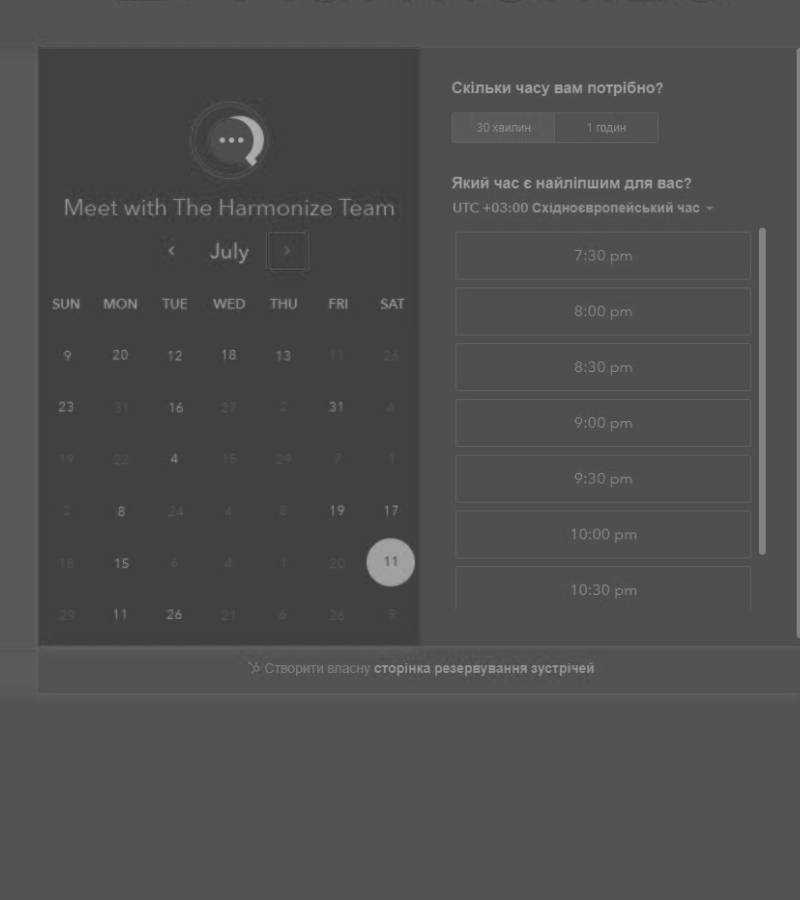 Meet with The Harmonize Team
July
SUN MON TUE WED THU FRI SAT
9 20 12 18 13 11 26
23 31 16 27 2 31 4
19 22 4 15 29 7 1
2 8 24 4 8 19 17
18 15 6 4 1 20 11
29 11 26 21 6 26 9
Скільки часу вам потрібно?
30 хвилин 1 годин
Який час є найліпшим для вас?
UTC +03:00 Східноєвропейський час
7:30 pm
8:00 pm
8:30 pm
9:00 pm
9:30 pm
10:00 pm
10:30 pm
Створити власну сторінка резервування зустрічей